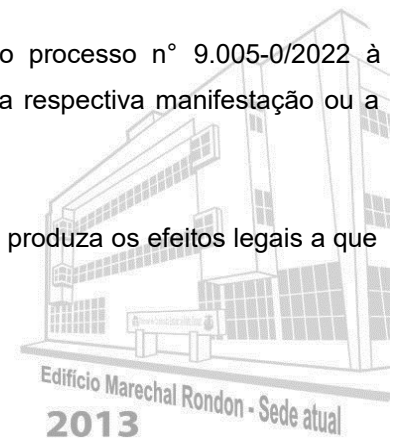 o processo n° 9.005-0/2022 à
a respectiva manifestação ou a
produza os efeitos legais a que
Edifício Marechal Rondon - Sede atual
2013